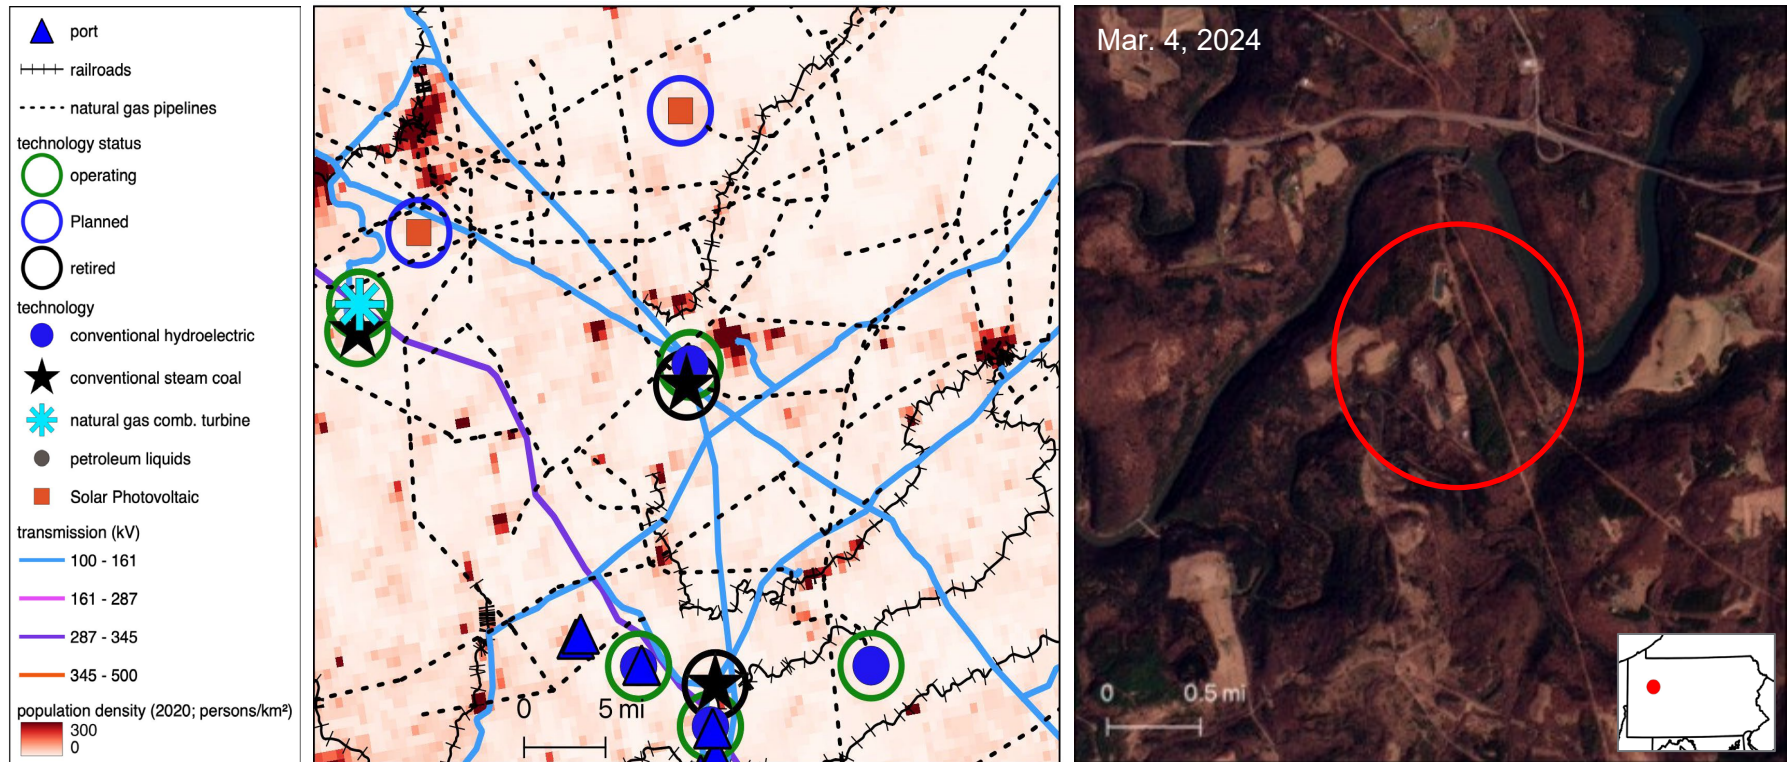 port
railroads
natural gas pipelines
technology status
operating
Planned
retired
technology
conventional hydroelectric
conventional steam coal
natural gas comb. turbine
petroleum liquids
Solar Photovoltaic
transmission (kV)
100 - 161
161 - 287
287 - 345
345 - 500
population density (2020; persons/km²)
300
0
0 5 mi
Mar. 4, 2024
0 0.5 mi